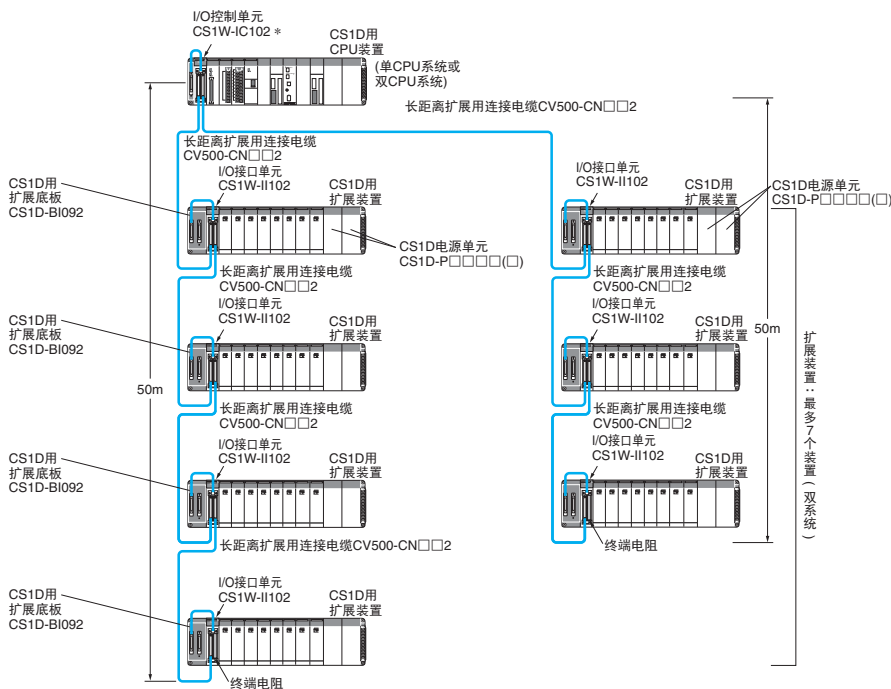 I/O控制单元
CS1W-IC102 *
CS1D用
CPU装置
(单CPU系统或
双CPU系统)
长距离扩展用连接电缆CV500-CN□□2
长距离扩展用连接电缆
CV500-CN□□2
I/O接口单元
CS1W-II102
CS1D用
扩展底板
CS1D-BI092
CS1D用
扩展装置
I/O接口单元
CS1W-II102
CS1D用
扩展装置
CS1D电源单元
CS1D-P□□□□(□)
CS1D电源单元
CS1D-P□□□□(□)
长距离扩展用连接电缆
CV500-CN□□2
长距离扩展用连接电缆
CV500-CN□□2
I/O接口单元
CS1W-II102
CS1D用
扩展底板
CS1D-BI092
CS1D用
扩展装置
I/O接口单元
CS1W-II102
CS1D用
扩展装置
50m
50m
扩展装置：最多7个装置(双系统)
长距离扩展用连接电缆
CV500-CN□□2
长距离扩展用连接电缆
CV500-CN□□2
I/O接口单元
CS1W-II102
CS1D用
扩展底板
CS1D-BI092
CS1D用
扩展装置
I/O接口单元
CS1W-II102
CS1D用
扩展装置
长距离扩展用连接电缆CV500-CN□□2
终端电阻
I/O接口单元
CS1W-II102
CS1D用
扩展底板
CS1D-BI092
CS1D用
扩展装置
终端电阻